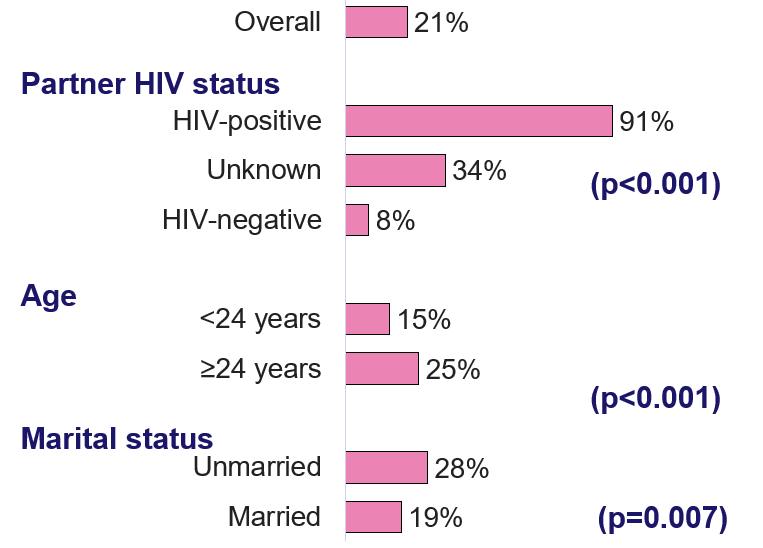 Overall 21%
Partner HIV status
HIV-positive 91%
Unknown 34%
(p<0.001)
HIV-negative 8%
Age
<24 years 15%
≥24 years 25%
(p<0.001)
Marital status
Unmarried 28%
Married 19% (p=0.007)